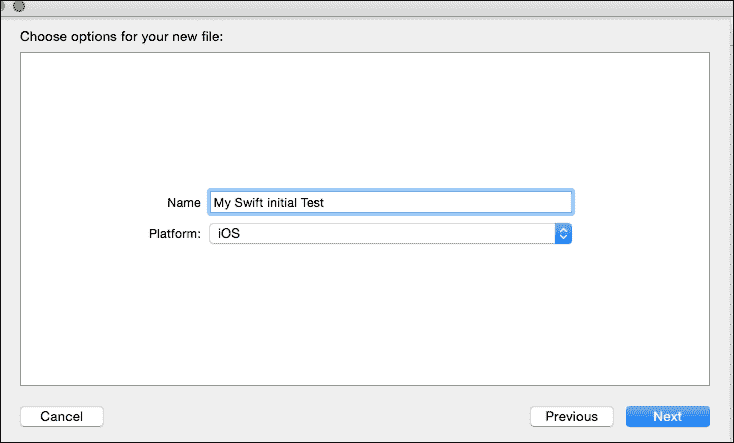 Choose options for your new file:
Name My Swift initial Test
Platform: iOS
Cancel Previous Next